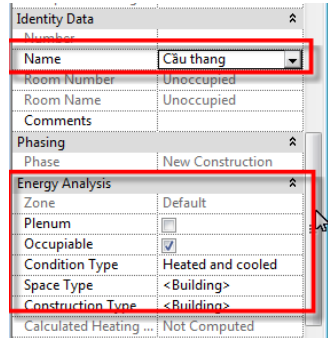 Identity Data
Number
Name Cầu thang
Room Number Unoccupied
Room Name Unoccupied
Comments
Phasing
Phase New Construction
Energy Analysis
Zone Default
Plenum
Occupiable
Condition Type Heated and cooled
Space Type <Building>
Construction Type <Building>
Calculated Heating ... Not Computed